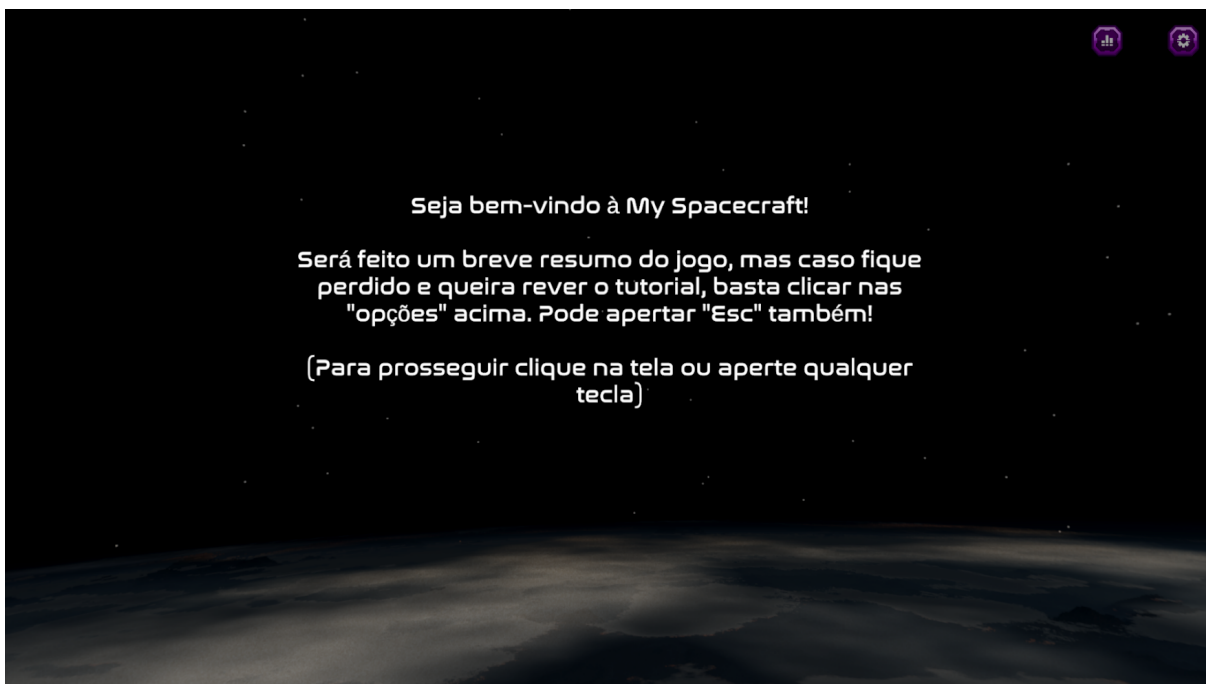 Seja bem-vindo à My Spacecraft!
Será feito um breve resumo do jogo, mas caso fique
perdido e queira rever o tutorial, basta clicar nas
"opções" acima. Pode apertar "Esc" também!
(Para prosseguir clique na tela ou aperte qualquer
tecla)